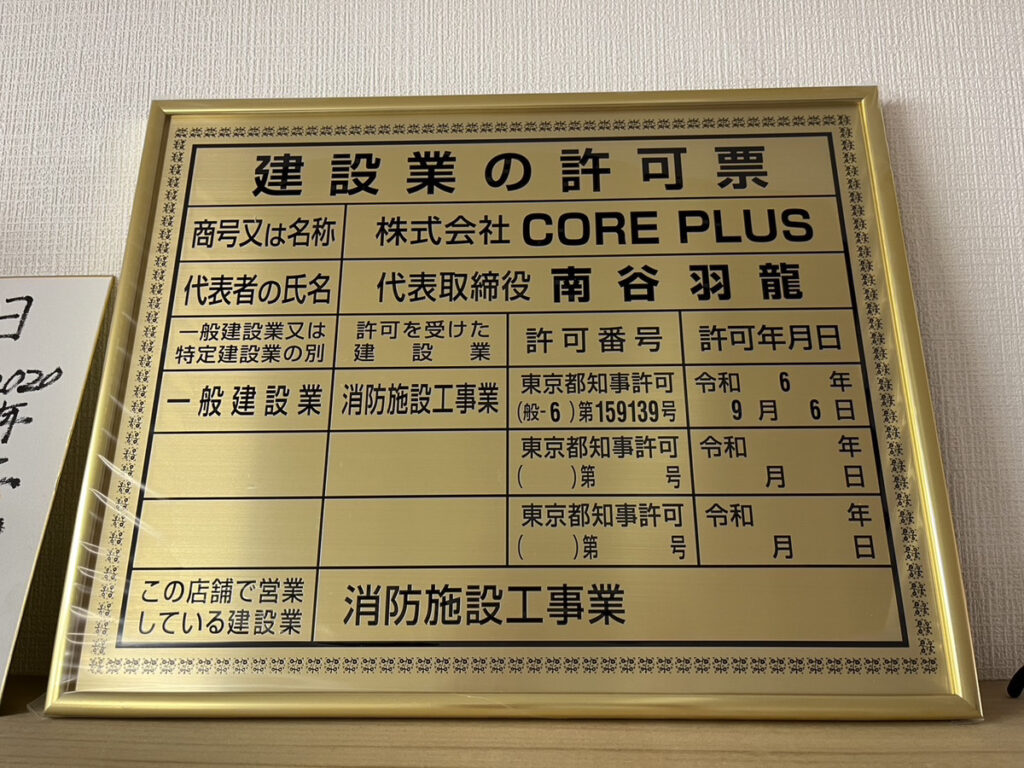 建設業の許可票
商号又は名称 株式会社 CORE PLUS
代表者の氏名 代表取締役 南谷羽龍
一般建設業又は
特定建設業の別
許可を受けた
建設業
許可番号
許可年月日
一般建設業
消防施設工事業
東京都知事許可
(般-6)第159139号
令和 6 年
9 月 6 日
東京都知事許可
( )第 号
令和 年
月 日
東京都知事許可
( )第 号
令和 年
月 日
この店舗で営業
している建設業
消防施設工事業
日
2020